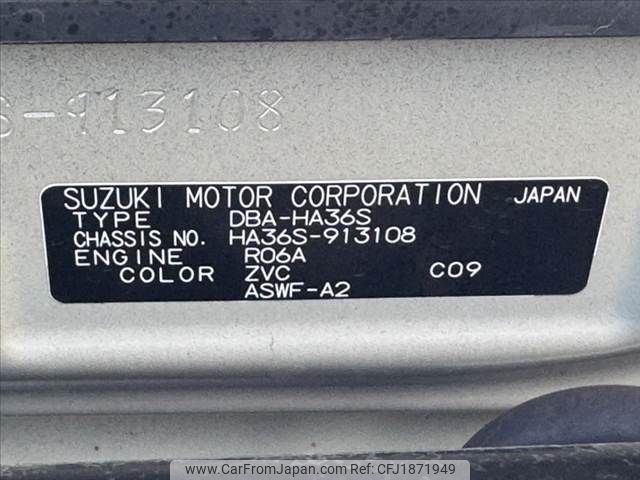 S-913108
SUZUKI MOTOR CORPORATION JAPAN
TYPE DBA-HA36S
CHASSIS NO. HA36S-913108
ENGINE R06A
COLOR ZVC C09
ASWF-A2
www.CarFromJapan.com Ref: CFJ1871949